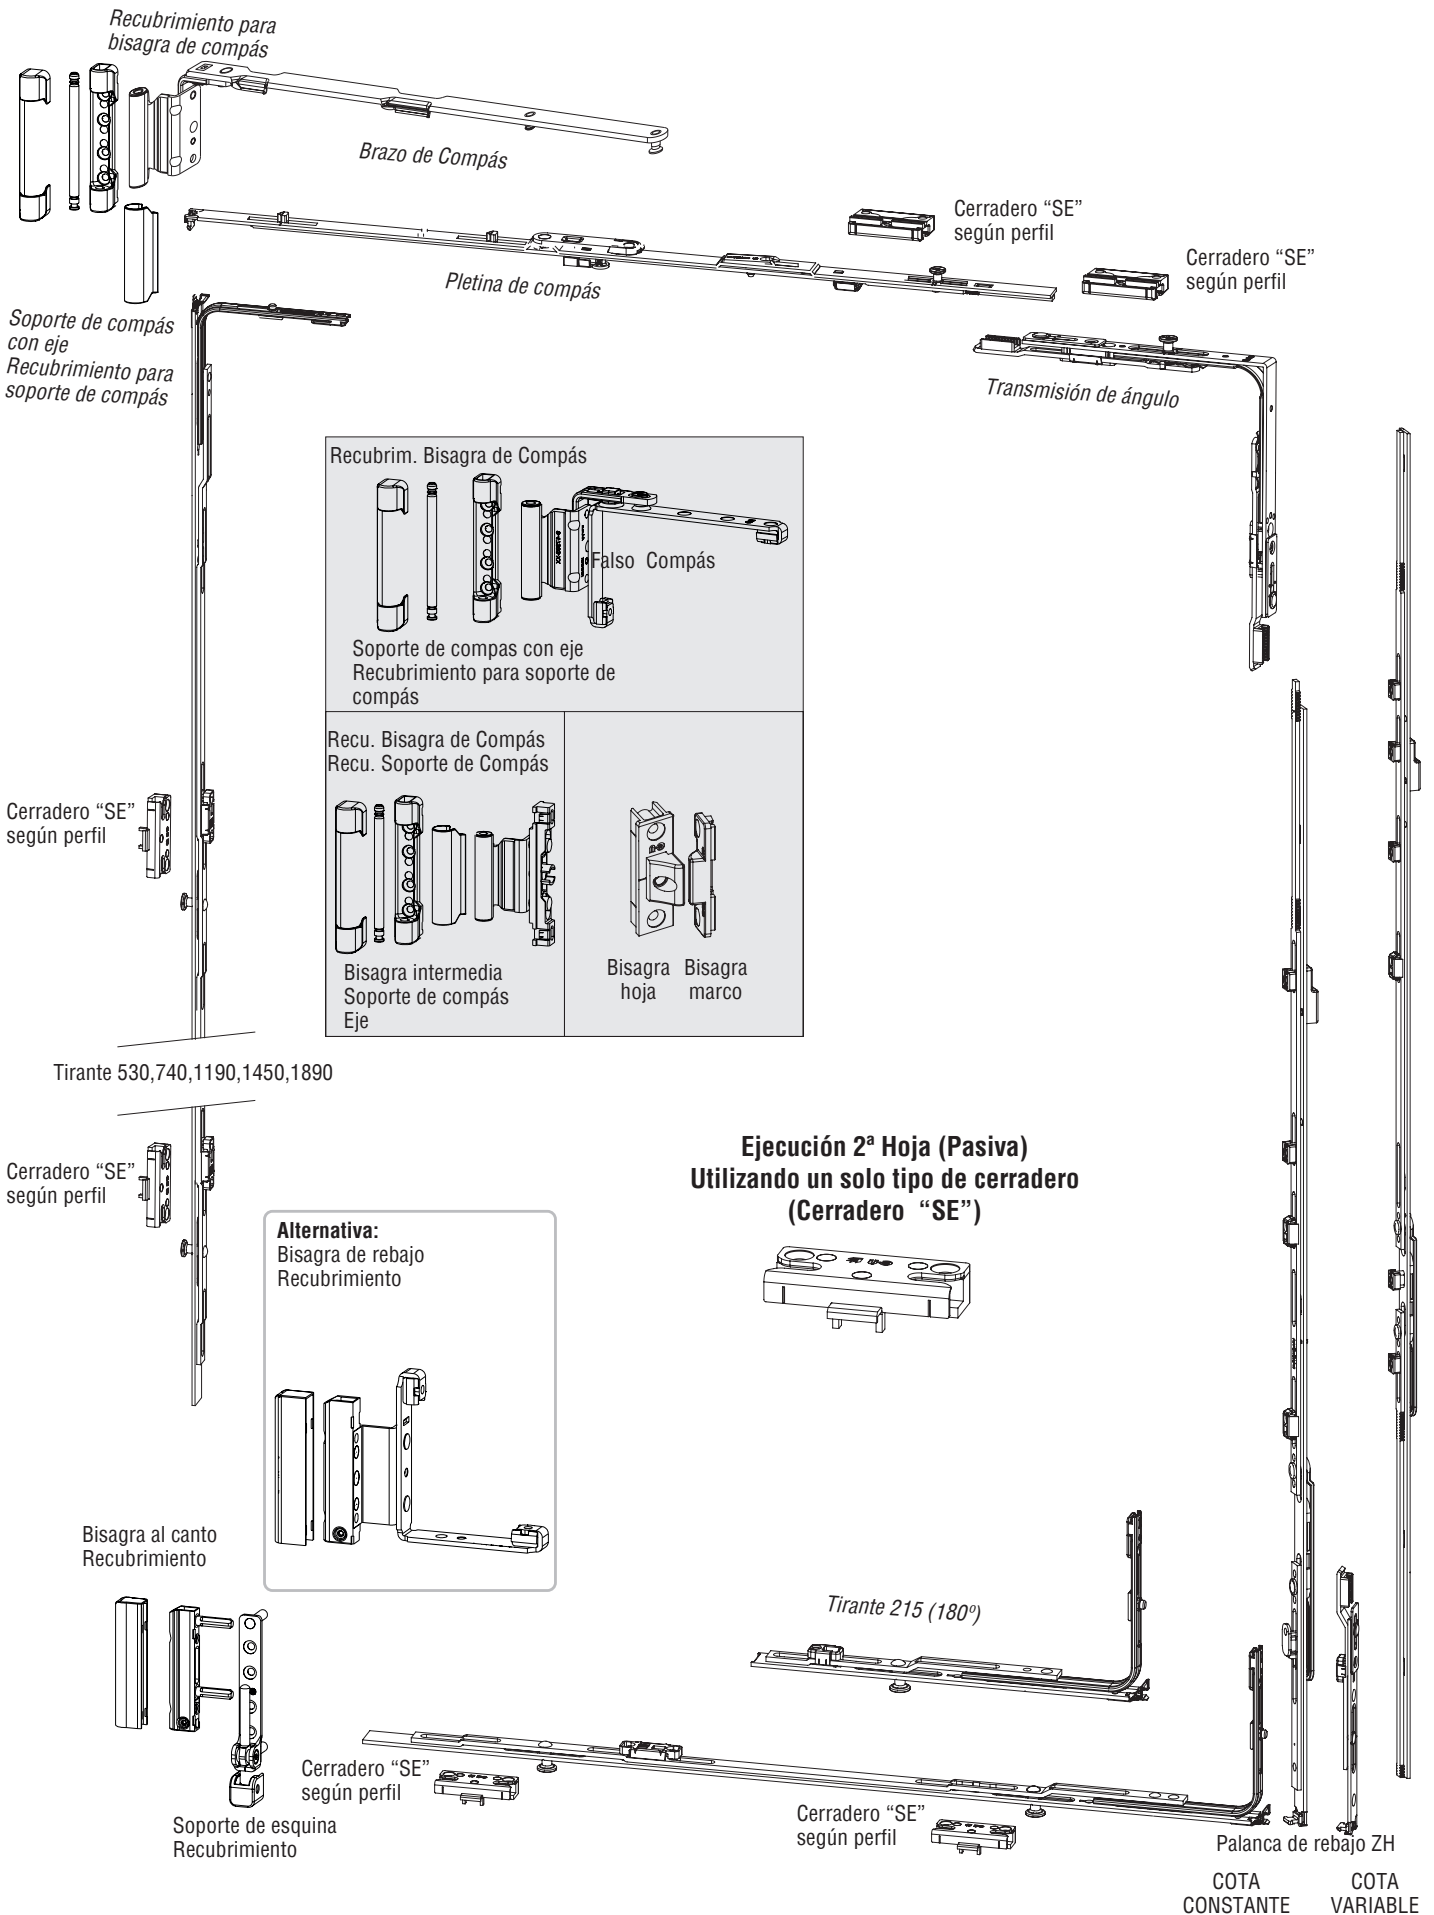 Recubrimiento para
bisagra de compás
Brazo de Compás
Cerradero “SE”
según perfil
Cerradero “SE”
según perfil
Pletina de compás
Soporte de compás
con eje
Recubrimiento para
soporte de compás
Transmisión de ángulo
Recubrim. Bisagra de Compás
Falso Compás
Soporte de compas con eje
Recubrimiento para soporte de
compás
Recu. Bisagra de Compás
Recu. Soporte de Compás
Bisagra intermedia
Soporte de compás
Eje
Bisagra
hoja
Bisagra
marco
Cerradero “SE”
según perfil
Tirante 530,740,1190,1450,1890
Cerradero “SE”
según perfil
Ejecución 2ª Hoja (Pasiva)
Utilizando un solo tipo de cerradero
(Cerradero “SE”)
Alternativa:
Bisagra de rebajo
Recubrimiento
Bisagra al canto
Recubrimiento
Tirante 215 (180º)
Cerradero “SE”
según perfil
Soporte de esquina
Recubrimiento
Cerradero “SE”
según perfil
Palanca de rebajo ZH
COTA
CONSTANTE
COTA
VARIABLE